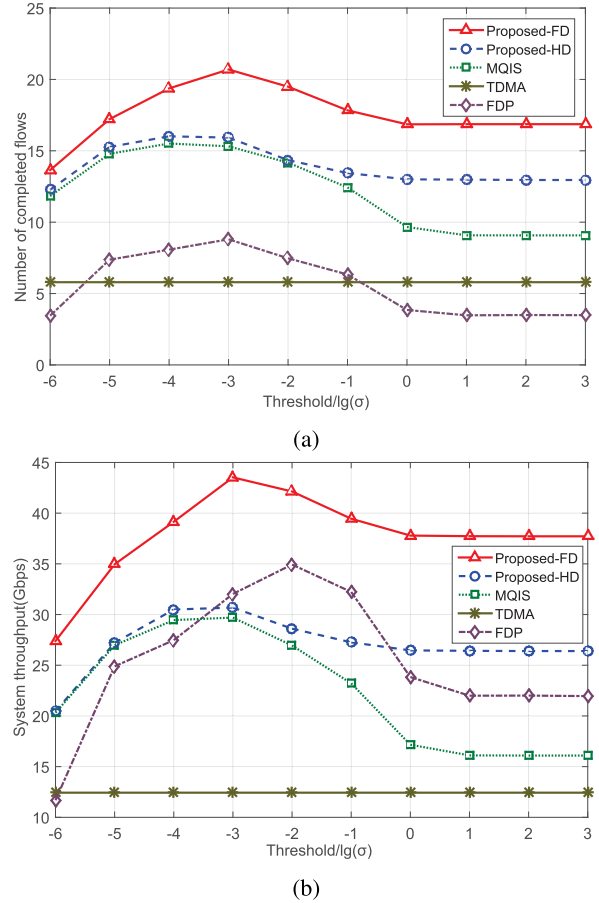 25
20
15
10
5
0
Number of completed flows
Proposed-FD
Proposed-HD
MQIS
TDMA
FDP
-6 -5 -4 -3 -2 -1 0 1 2 3
Threshold/lg(σ)
(a)
45
40
35
30
25
20
15
10
System throughput(Gbps)
Proposed-FD
Proposed-HD
MQIS
TDMA
FDP
-6 -5 -4 -3 -2 -1 0 1 2 3
Threshold/lg(σ)
(b)